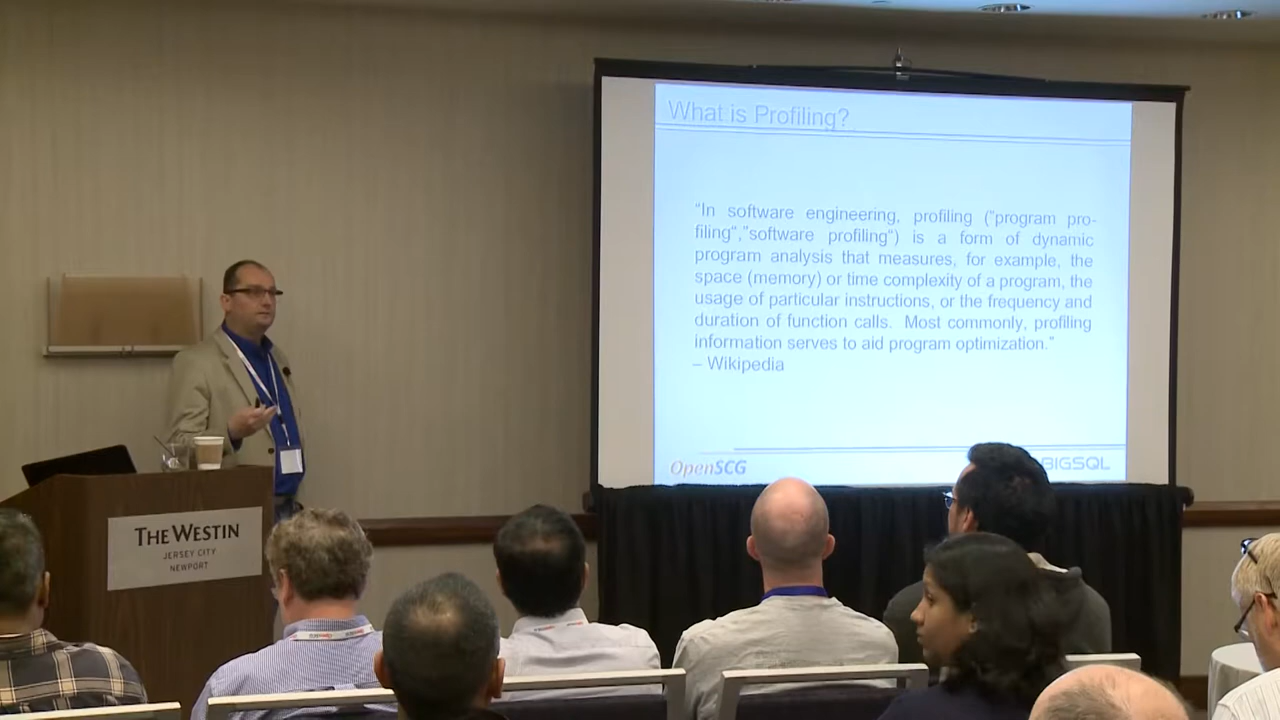 What is Profiling?
“In software engineering, profiling (”program pro-
filing“,”software profiling“) is a form of dynamic
program analysis that measures, for example, the
space (memory) or time complexity of a program, the
usage of particular instructions, or the frequency and
duration of function calls. Most commonly, profiling
information serves to aid program optimization.”
– Wikipedia
OpenSCG
BIGSQL
THE WESTIN
JERSEY CITY
NEWPORT